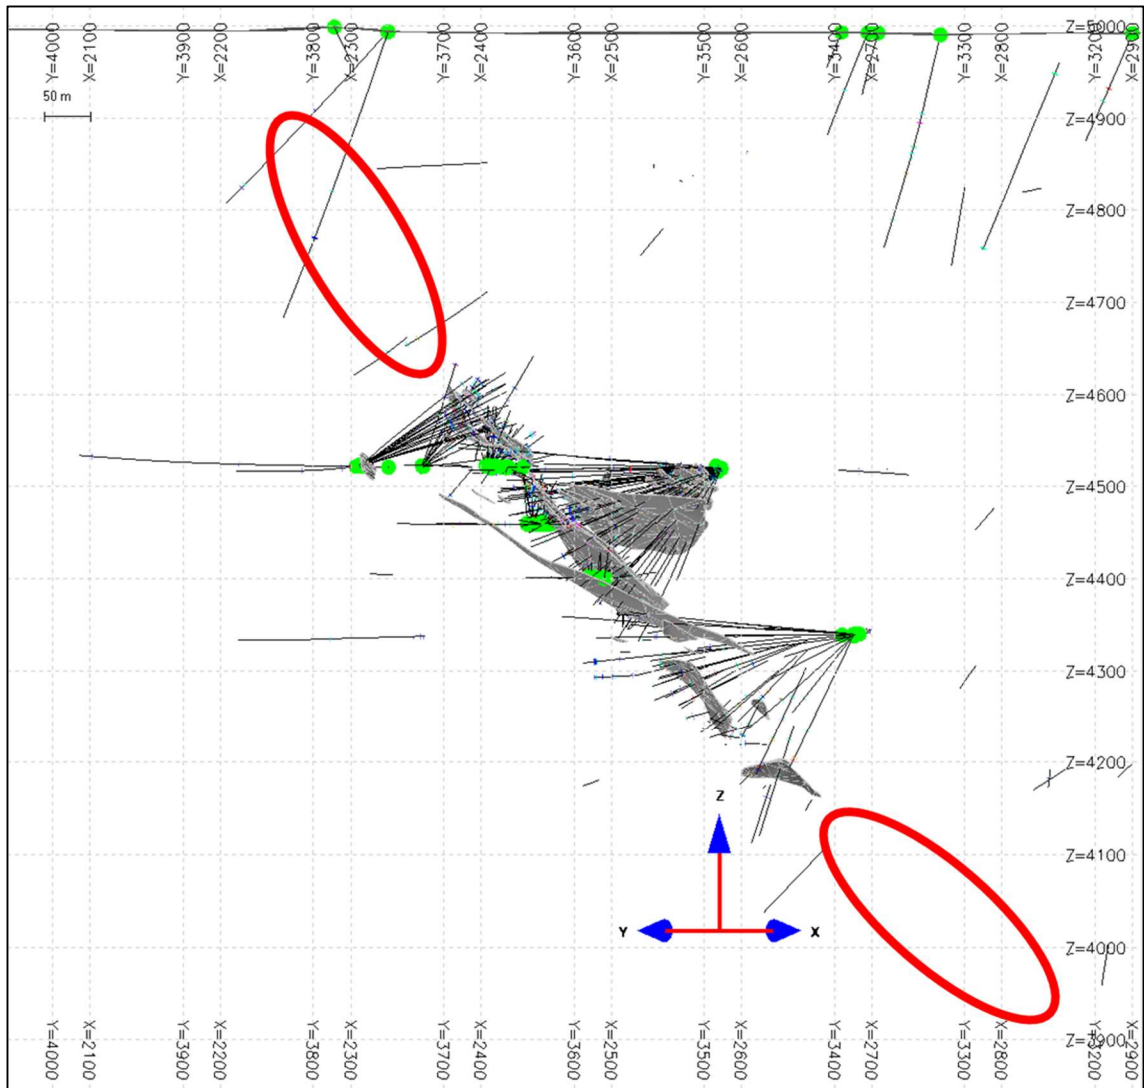 Y=4000
X=2100
Y=3900
X=2200
Y=3800
X=2300
Y=3700
X=2400
Y=3600
X=2500
Y=3500
X=2600
Y=3400
X=2700
Y=3300
X=2800
Y=3200
X=2900
Z=5000
50 m
Z=4900
Z=4800
Z=4700
Z=4600
Z=4500
Z=4400
Z=4300
Z=4200
Z
Z=4100
Y
X
Z=4000
Z=3900
Y=4000
X=2100
Y=3900
X=2200
Y=3800
X=2300
Y=3700
X=2400
Y=3600
X=2500
Y=3500
X=2600
Y=3400
X=2700
Y=3300
X=2800
Y=3200
X=2900